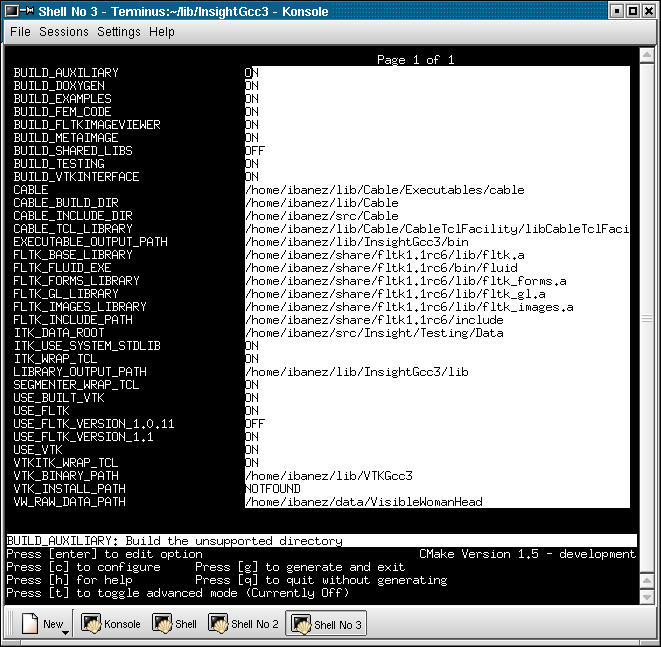 Shell No 3 - Terminus:~/lib/InsightGcc3 - Konsole
File Sessions Settings Help
Page 1 of 1
BUILD_AUXILIARY ON
BUILD_DOXYGEN ON
BUILD_EXAMPLES ON
BUILD_FEM_CODE ON
BUILD_FLTKIMAGEVIEWER ON
BUILD_METAIMAGE ON
BUILD_SHARED_LIBS OFF
BUILD_TESTING ON
BUILD_VTKINTERFACE ON
CABLE /home/ibanez/lib/Cable/Executables/cable
CABLE_BUILD_DIR /home/ibanez/lib/Cable
CABLE_INCLUDE_DIR /home/ibanez/src/Cable
CABLE_TCL_LIBRARY /home/ibanez/lib/Cable/CableTclFacility/libCableTclFaci
EXECUTABLE_OUTPUT_PATH /home/ibanez/lib/InsightGcc3/bin
FLTK_BASE_LIBRARY /home/ibanez/share/fltk1.1rc6/lib/fltk.a
FLTK_FLUID_EXE /home/ibanez/share/fltk1.1rc6/bin/fluid
FLTK_FORMS_LIBRARY /home/ibanez/share/fltk1.1rc6/lib/fltk_forms.a
FLTK_GL_LIBRARY /home/ibanez/share/fltk1.1rc6/lib/fltk_gl.a
FLTK_IMAGES_LIBRARY /home/ibanez/share/fltk1.1rc6/lib/fltk_images.a
FLTK_INCLUDE_PATH /home/ibanez/share/fltk1.1rc6/include
ITK_DATA_ROOT /home/ibanez/src/Insight/Testing/Data
ITK_USE_SYSTEM_STDLIB ON
ITK_WRAP_TCL ON
LIBRARY_OUTPUT_PATH /home/ibanez/lib/InsightGcc3/lib
SEGMENTER_WRAP_TCL ON
USE_BUILT_VTK ON
USE_FLTK ON
USE_FLTK_VERSION_1.0.11 OFF
USE_FLTK_VERSION_1.1 ON
USE_VTK ON
VTKITK_WRAP_TCL ON
VTK_BINARY_PATH /home/ibanez/lib/VTKGcc3
VTK_INSTALL_PATH NOTFOUND
VW_RAW_DATA_PATH /home/ibanez/data/VisibleWomanHead
BUILD_AUXILIARY: Build the unsupported directory
Press [enter] to edit option CMake Version 1.5 - development
Press [c] to configure Press [g] to generate and exit
Press [h] for help Press [q] to quit without generating
Press [t] to toggle advanced mode (Currently Off)
New Konsole Shell Shell No 2 Shell No 3